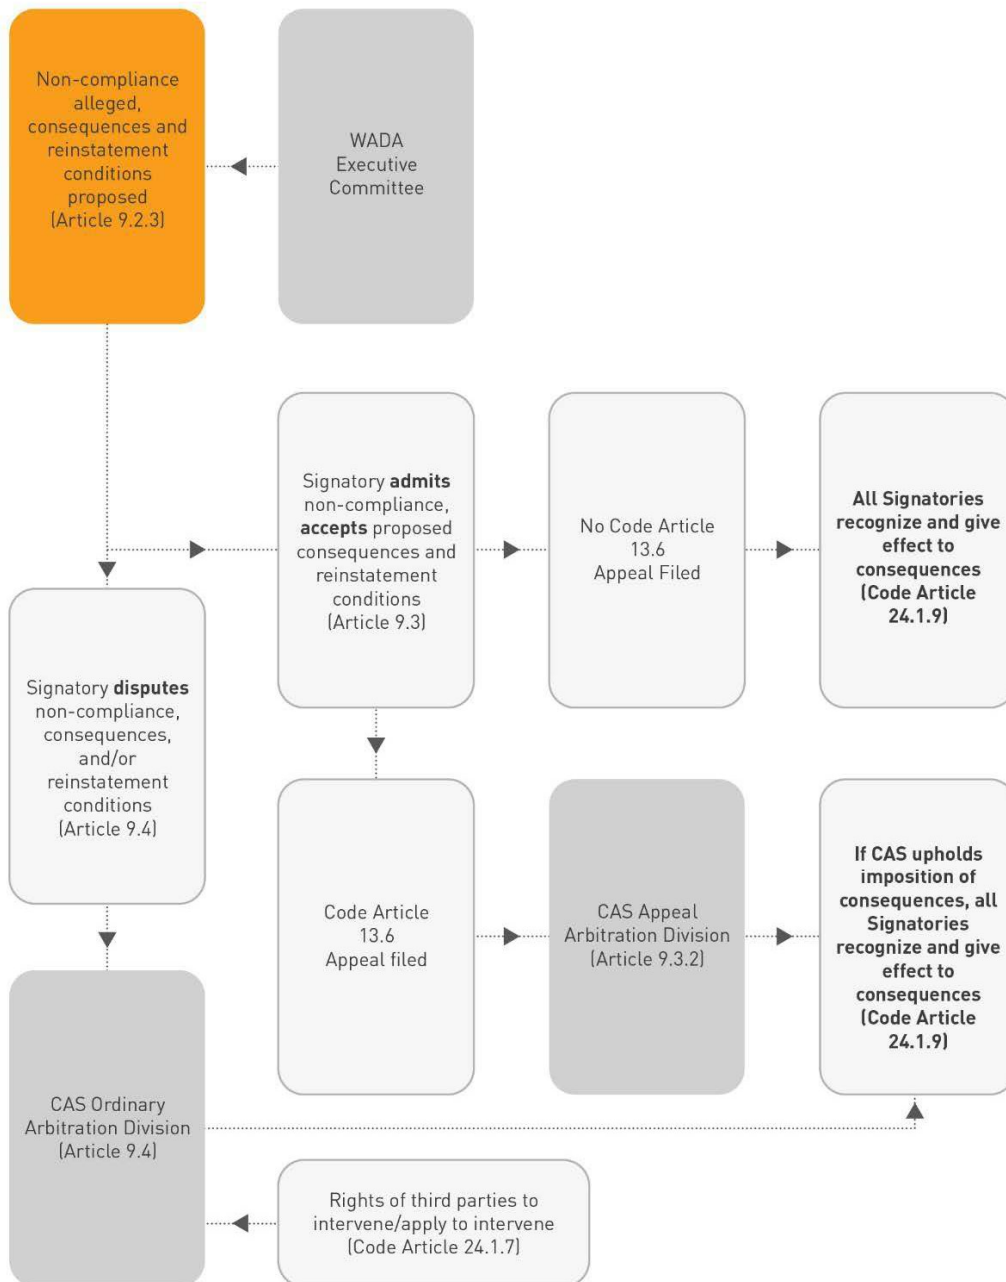 Non-compliance
alleged,
consequences and
reinstatement
conditions
proposed
(Article 9.2.3)
WADA
Executive
Committee
Signatory admits
non-compliance,
accepts proposed
consequences and
reinstatement
conditions
(Article 9.3)
No Code Article
13.6
Appeal Filed
All Signatories
recognize and give
effect to
consequences
(Code Article
24.1.9)
Signatory disputes
non-compliance,
consequences,
and/or
reinstatement
conditions
(Article 9.4)
Code Article
13.6
Appeal filed
CAS Appeal
Arbitration Division
(Article 9.3.2)
If CAS upholds
imposition of
consequences, all
Signatories
recognize and give
effect to
consequences
(Code Article
24.1.9)
CAS Ordinary
Arbitration Division
(Article 9.4)
Rights of third parties to
intervene/apply to intervene
(Code Article 24.1.7)